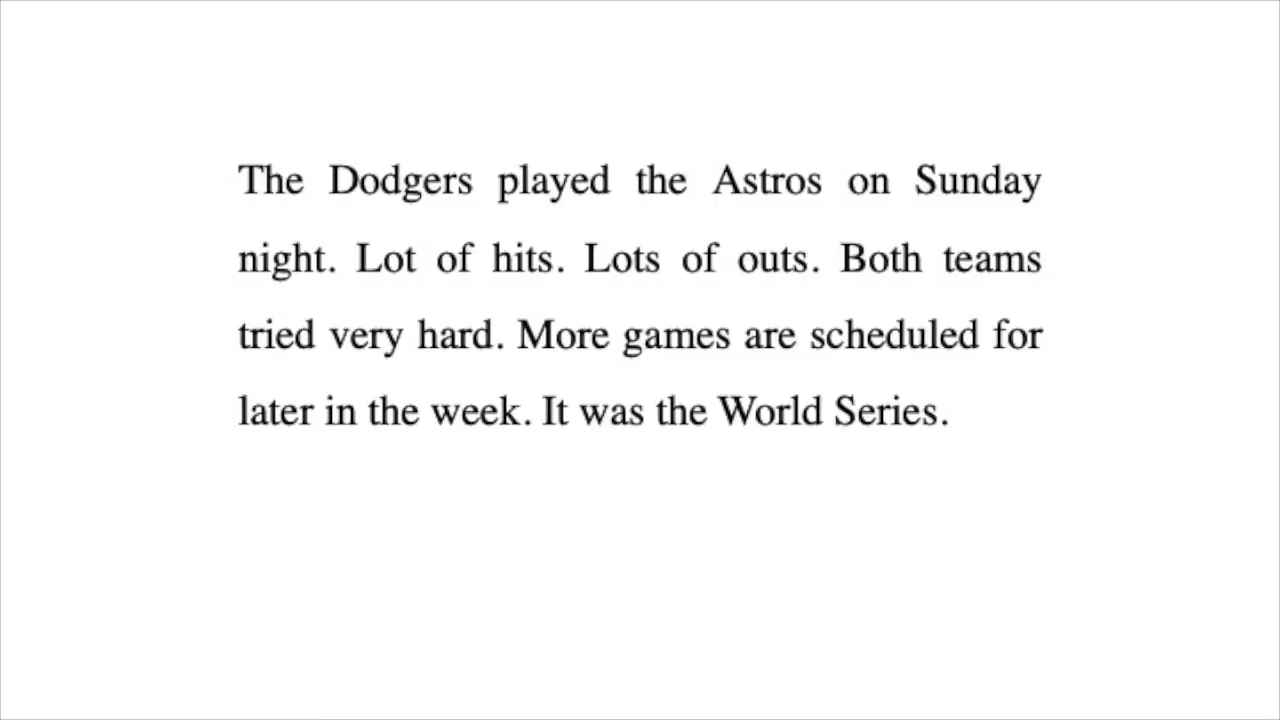 The Dodgers played the Astros on Sunday
night. Lot of hits. Lots of outs. Both teams
tried very hard. More games are scheduled for
later in the week. It was the World Series.